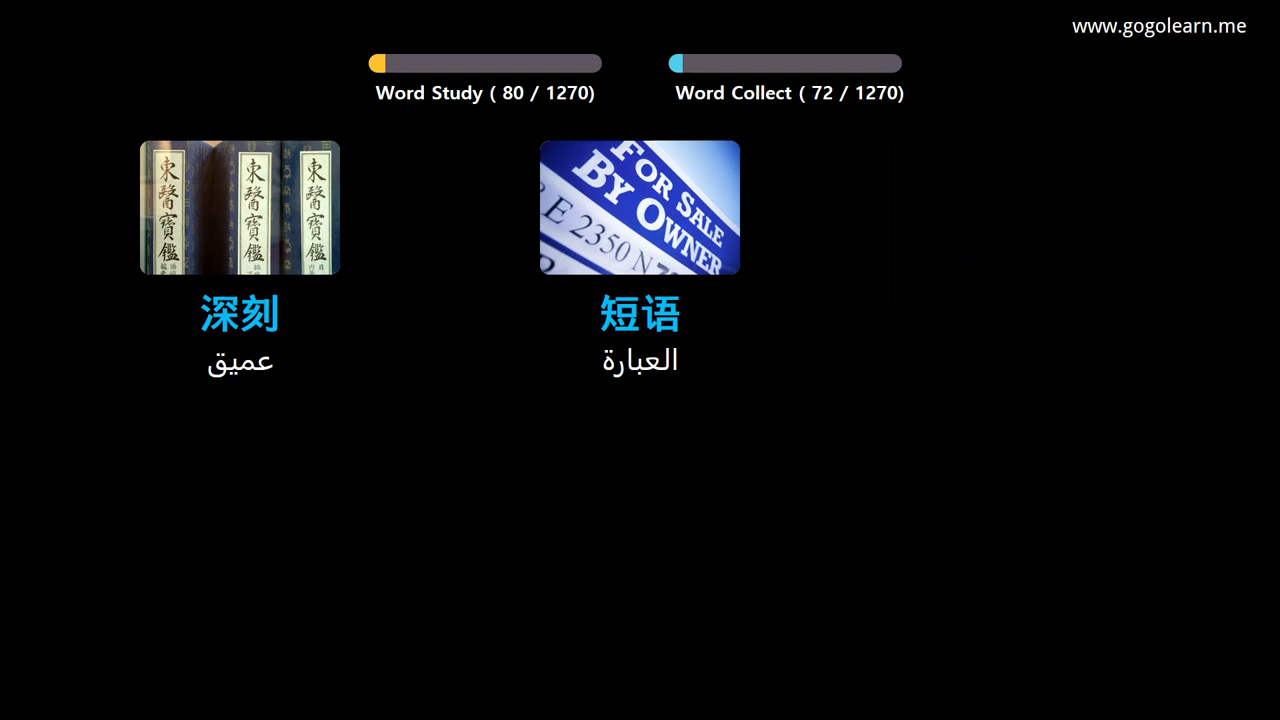 www.gogolearn.me
Word Study ( 80 / 1270)
Word Collect ( 72 / 1270)
東醫寶鑑
東醫寶鑑
東醫寶鑑
FOR SALE
BY OWNER
E 2350 N
深刻
短语
عميق
العبارة